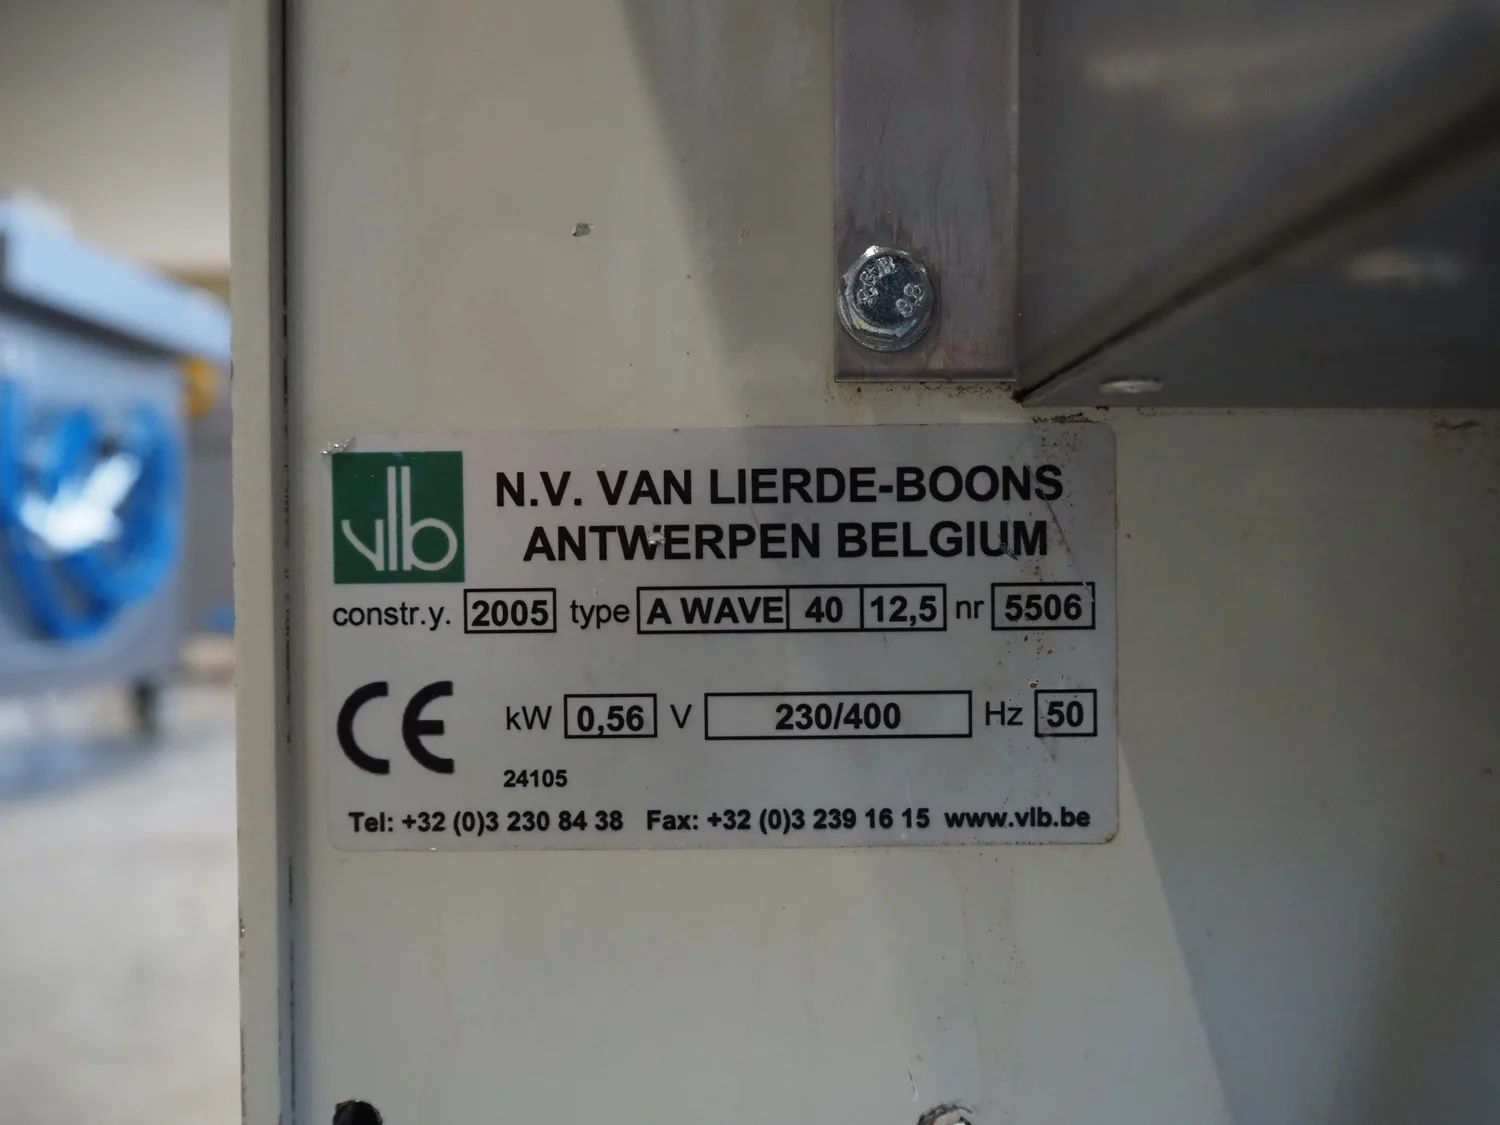 vlb
N.V. VAN LIERDE-BOONS
ANTWERPEN BELGIUM
constr.y. 2005 type A WAVE 40 12,5 nr 5506
CE kW 0,56 V 230/400 Hz 50
24105
Tel: +32 (0)3 230 84 38 Fax: +32 (0)3 239 16 15 www.vlb.be